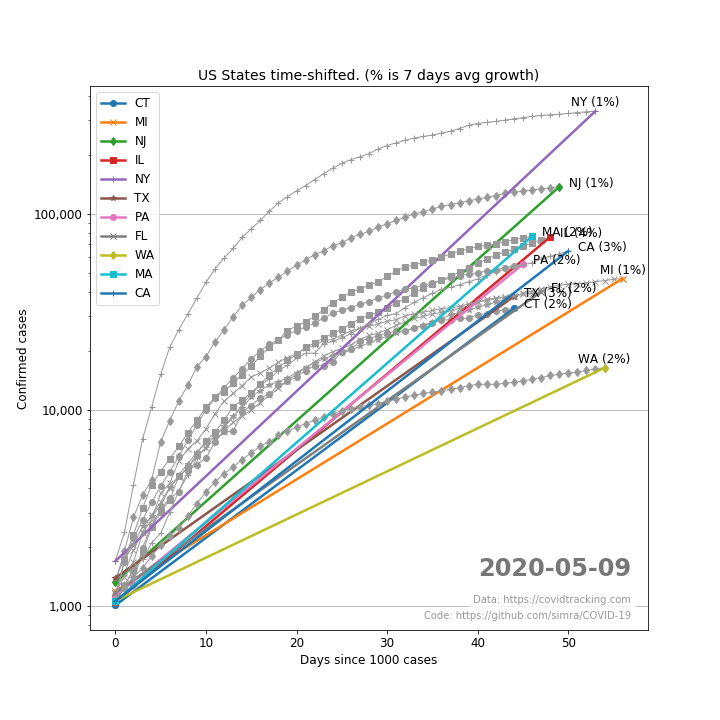 US States time-shifted. (% is 7 days avg growth)
CT
MI
NJ
IL
NY
TX
PA
FL
WA
MA
CA
NY (1%)
NJ (1%)
MA (2%)
IL (4%)
CA (3%)
PA (2%)
MI (1%)
FL (2%)
TX (3%)
CT (2%)
WA (2%)
100,000
10,000
1,000
Confirmed cases
2020-05-09
Data: https://covidtracking.com
Code: https://github.com/simra/COVID-19
0 10 20 30 40 50
Days since 1000 cases